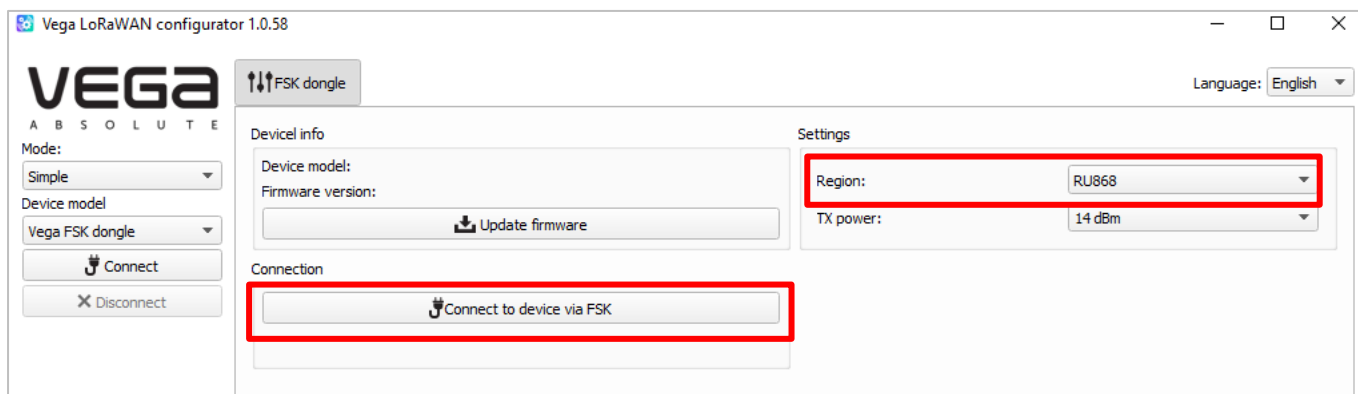 Vega LoRaWAN configurator 1.0.58
VEGA
ABSOLUTE
FSK dongle
Language: English
Mode:
Simple
Device model
Vega FSK dongle
Connect
Disconnect
Devicel info
Device model:
Firmware version:
Update firmware
Connection
Connect to device via FSK
Settings
Region: RU868
TX power: 14 dBm